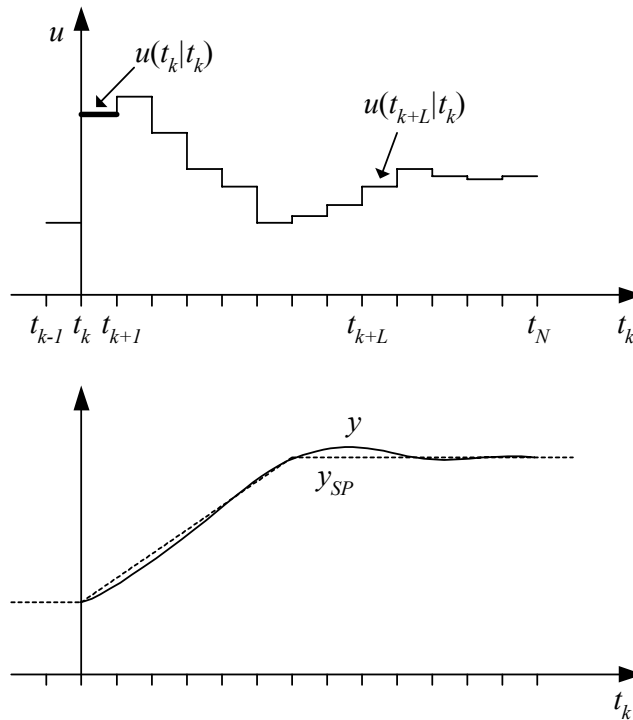 u
u(t_k|t_k)
u(t_{k+L}|t_k)
t_{k-1} t_k t_{k+1} t_{k+L} t_N t_k
y
y_{SP}
t_k